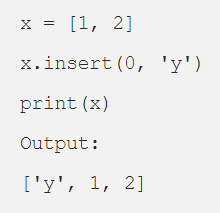 x = [1, 2]
x.insert(0, 'y')
print(x)
Output:
['y', 1, 2]